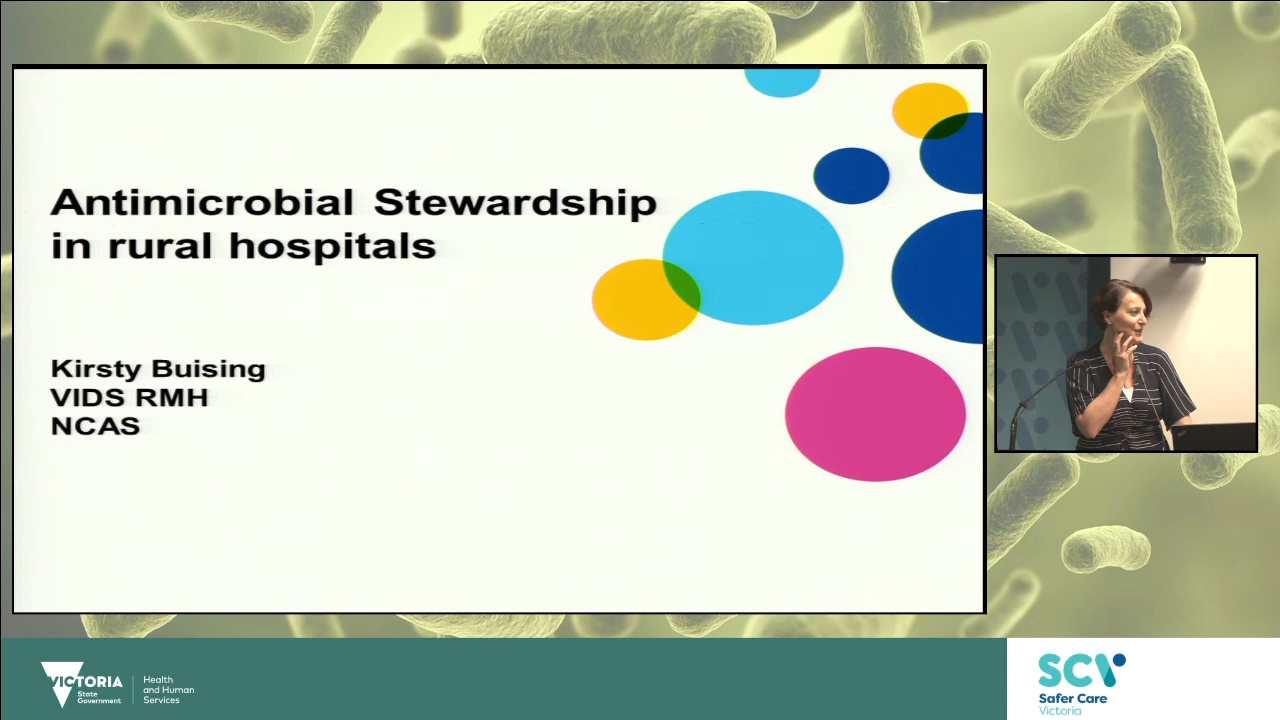 Antimicrobial Stewardship
in rural hospitals
Kirsty Buising
VIDS RMH
NCAS
VICTORIA
State
Government
Health
and Human
Services
SCV
Safer Care
Victoria